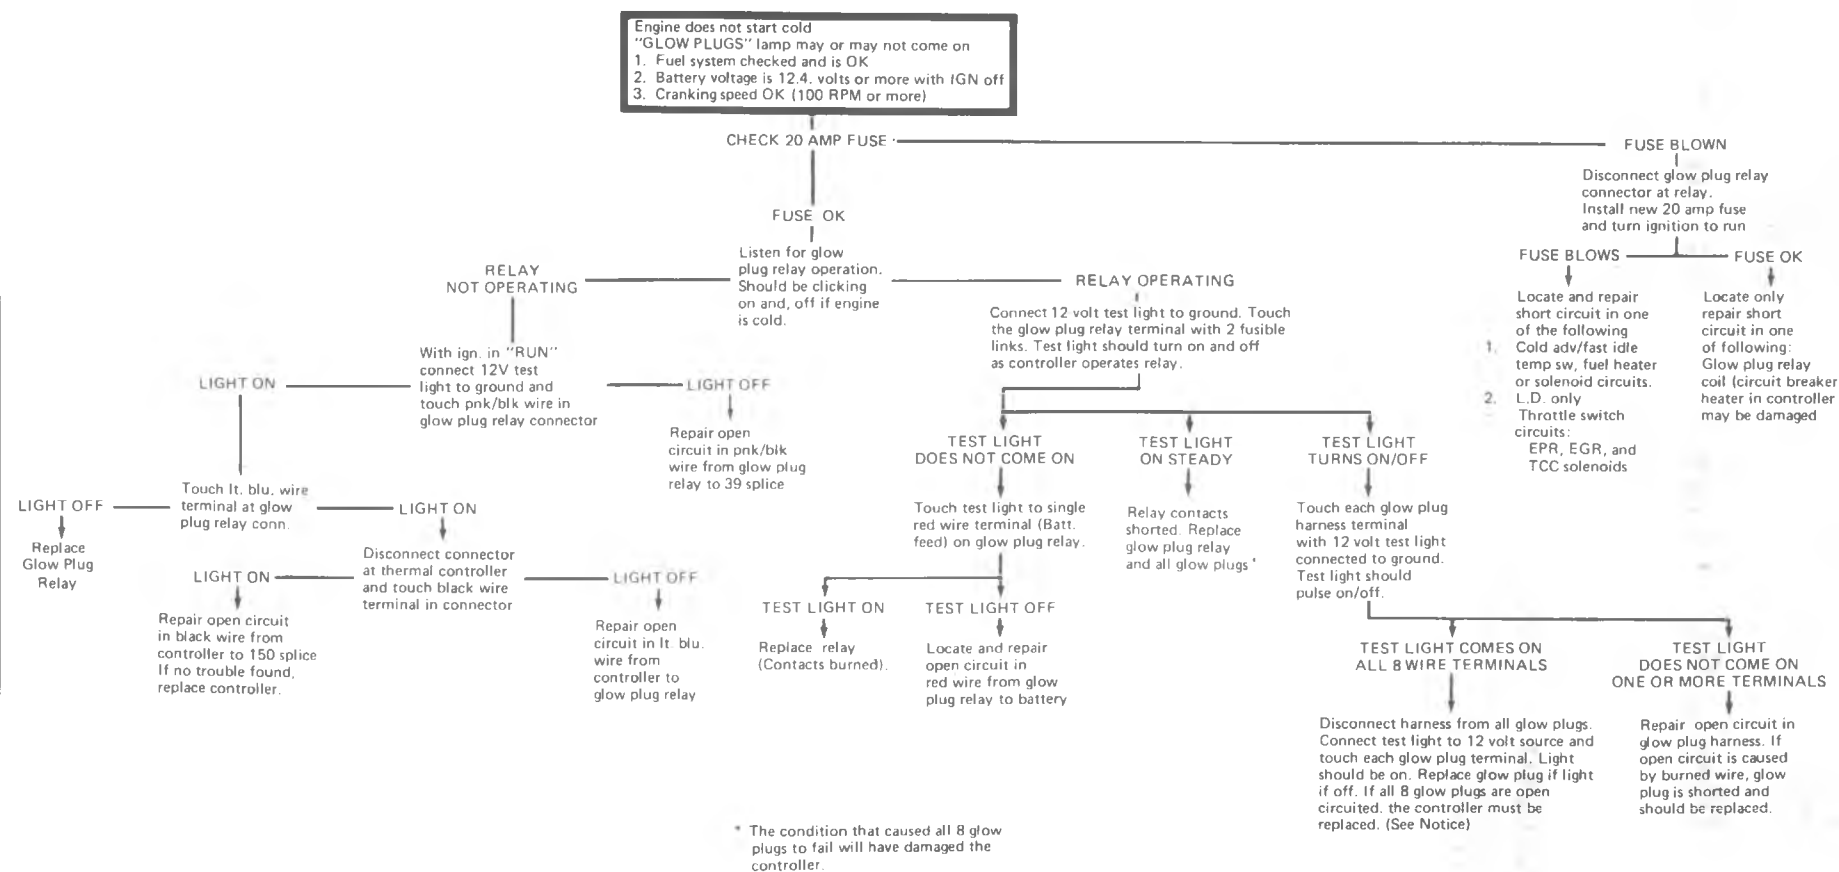 Engine does not start cold
"GLOW PLUGS" lamp may or may not come on
1. Fuel system checked and is OK
2. Battery voltage is 12.4. volts or more with IGN off
3. Cranking speed OK (100 RPM or more)
CHECK 20 AMP FUSE
FUSE BLOWN
Disconnect glow plug relay
connector at relay.
Install new 20 amp fuse
and turn ignition to run
FUSE BLOWS
FUSE OK
Locate and repair
short circuit in one
of the following
1. Cold adv/fast idle
temp sw, fuel heater
or solenoid circuits.
2. L.D. only
Throttle switch
circuits:
EPR, EGR, and
TCC solenoids
Locate only
repair short
circuit in one
of following:
Glow plug relay
coil (circuit breaker
heater in controller
may be damaged
FUSE OK
Listen for glow
plug relay operation.
Should be clicking
on and, off if engine
is cold.
RELAY
NOT OPERATING
With ign. in "RUN"
connect 12V test
light to ground and
touch pnk/blk wire in
glow plug relay connector
LIGHT ON
LIGHT OFF
Repair open
circuit in pnk/blk
wire from glow plug
relay to 39 splice
Touch lt. blu. wire
terminal at glow
plug relay conn.
LIGHT OFF
Replace
Glow Plug
Relay
LIGHT ON
Disconnect connector
at thermal controller
and touch black wire
terminal in connector
LIGHT ON
Repair open circuit
in black wire from
controller to 150 splice
If no trouble found,
replace controller.
LIGHT OFF
Repair open
circuit in lt. blu.
wire from
controller to
glow plug relay
RELAY OPERATING
Connect 12 volt test light to ground. Touch
the glow plug relay terminal with 2 fusible
links. Test light should turn on and off
as controller operates relay.
TEST LIGHT
DOES NOT COME ON
Touch test light to single
red wire terminal (Batt.
feed) on glow plug relay.
TEST LIGHT ON
Replace relay
(Contacts burned).
TEST LIGHT OFF
Locate and repair
open circuit in
red wire from glow
plug relay to battery
TEST LIGHT
ON STEADY
Relay contacts
shorted. Replace
glow plug relay
and all glow plugs *
TEST LIGHT
TURNS ON/OFF
Touch each glow plug
harness terminal
with 12 volt test light
connected to ground.
Test light should
pulse on/off.
TEST LIGHT COMES ON
ALL 8 WIRE TERMINALS
Disconnect harness from all glow plugs.
Connect test light to 12 volt source and
touch each glow plug terminal. Light
should be on. Replace glow plug if light
if off. If all 8 glow plugs are open
circuited. the controller must be
replaced. (See Notice)
TEST LIGHT
DOES NOT COME ON
ONE OR MORE TERMINALS
Repair open circuit in
glow plug harness. If
open circuit is caused
by burned wire, glow
plug is shorted and
should be replaced.
* The condition that caused all 8 glow
plugs to fail will have damaged the
controller.